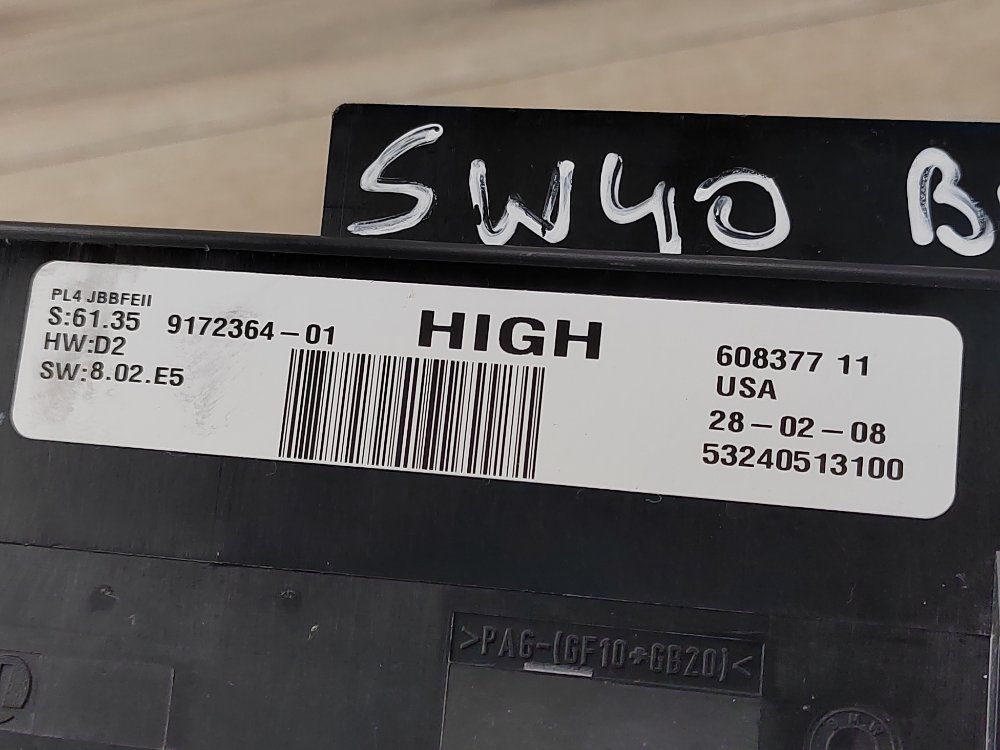 SW40 B
PL4 JBBFEII
S:61.35 9172364-01
HIGH
HW:D2
SW:8.02.E5
608377 11
USA
28-02-08
53240513100
>PA6-(GF10+GB20)<
BMW